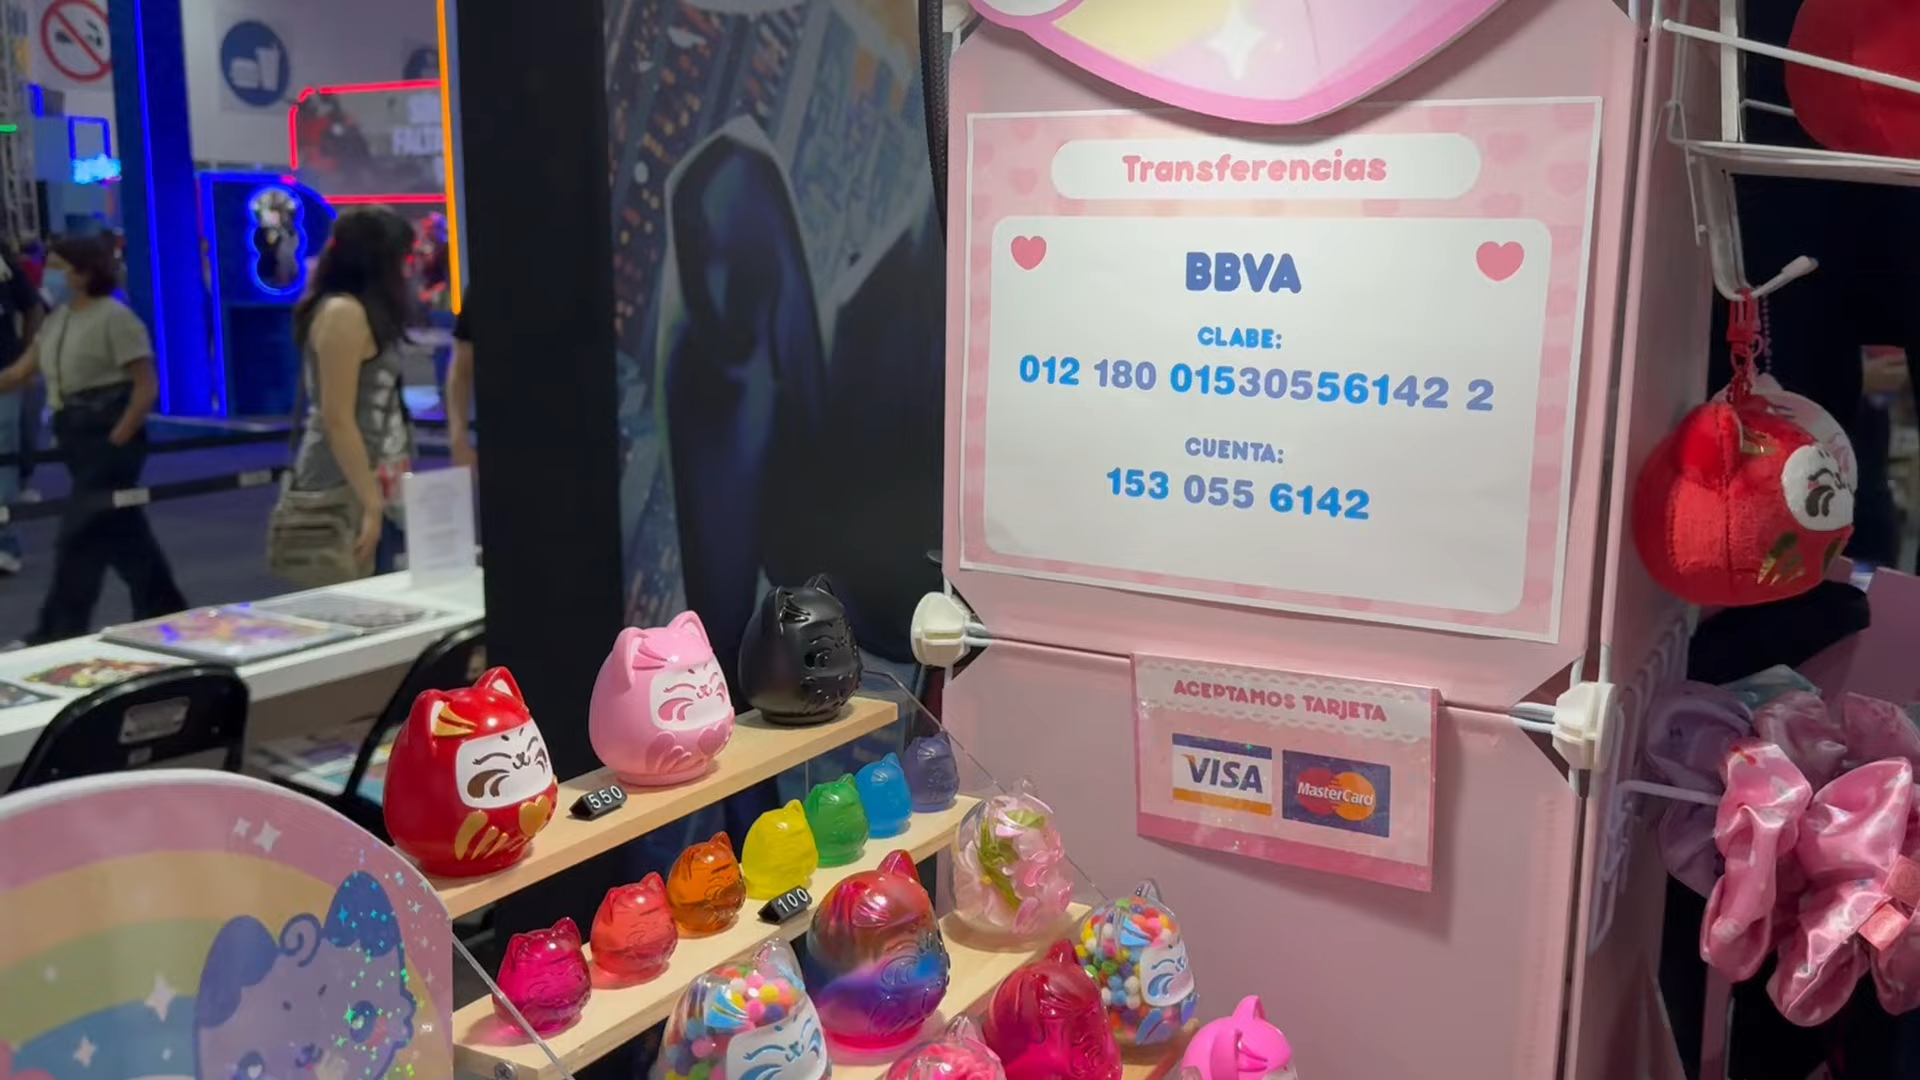 Transferencias
BBVA
CLABE:
012 180 01530556142 2
CUENTA:
153 055 6142
ACEPTAMOS TARJETA
VISA
MasterCard
550
100